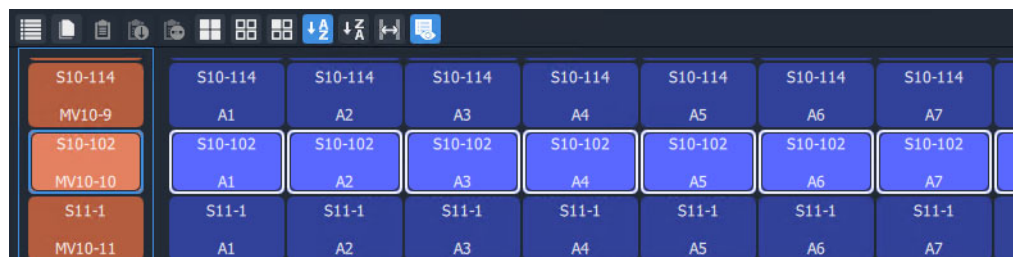 S10-114 S10-114 S10-114 S10-114 S10-114 S10-114 S10-114 S10-114
MV10-9 A1 A2 A3 A4 A5 A6 A7
S10-102 S10-102 S10-102 S10-102 S10-102 S10-102 S10-102 S10-102
MV10-10 A1 A2 A3 A4 A5 A6 A7
S11-1 S11-1 S11-1 S11-1 S11-1 S11-1 S11-1 S11-1
MV10-11 A1 A2 A3 A4 A5 A6 A7